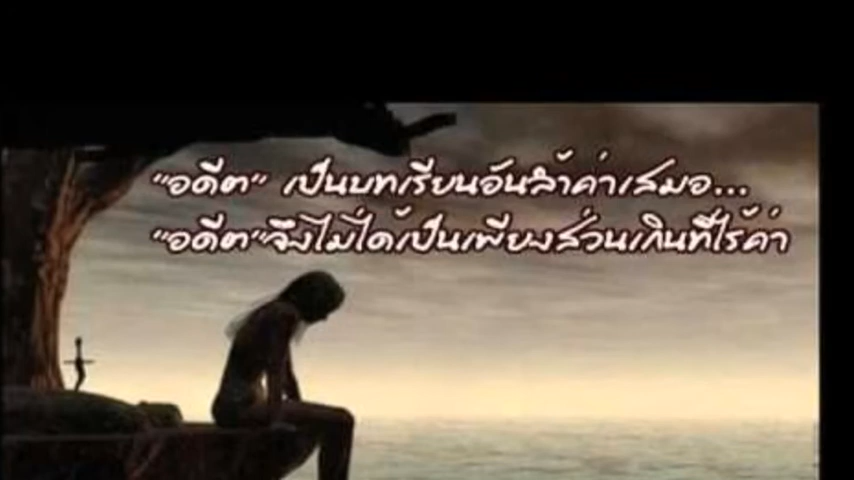 "อดีต" เป็นบทเรียนอันล้ำค่าเสมอ...
"อดีต"จึงไม่ได้เป็นเพียงส่วนเกินที่ไร้ค่า